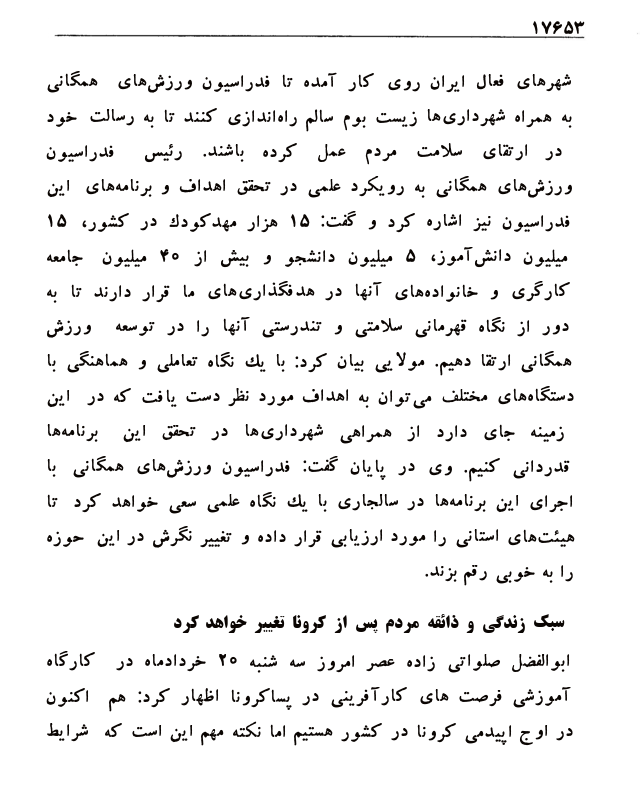 ۱۷۶۵۳
شهرهای فعال ایران روی کار آمده تا فدراسیون ورزش‌های همگانی
به همراه شهرداری‌ها زیست بوم سالم راه‌اندازی کنند تا به رسالت خود
در ارتقای سلامت مردم عمل کرده باشند. رئیس فدراسیون
ورزش‌های همگانی به رویکرد علمی در تحقق اهداف و برنامه‌های این
فدراسیون نیز اشاره کرد و گفت: ۱۵ هزار مهدکودك در کشور، ۱۵
میلیون دانش‌آموز، ۵ میلیون دانشجو و بیش از ۴۰ میلیون جامعه
کارگری و خانواده‌های آنها در هدفگذاری‌های ما قرار دارند تا به
دور از نگاه قهرمانی سلامتی و تندرستی آنها را در توسعه ورزش
همگانی ارتقا دهیم. مولایی بیان کرد: با یك نگاه تعاملی و هماهنگی با
دستگاه‌های مختلف می‌توان به اهداف مورد نظر دست یافت که در این
زمینه جای دارد از همراهی شهرداری‌ها در تحقق این برنامه‌ها
قدردانی کنیم. وی در پایان گفت: فدراسیون ورزش‌های همگانی با
اجرای این برنامه‌ها در سالجاری با یك نگاه علمی سعی خواهد کرد تا
هیئت‌های استانی را مورد ارزیابی قرار داده و تغییر نگرش در این حوزه
را به خوبی رقم بزند.
سبک زندگی و ذائقه مردم پس از کرونا تغییر خواهد کرد
ابوالفضل صلواتی زاده عصر امروز سه شنبه ۲۰ خردادماه در کارگاه
آموزشی فرصت های کارآفرینی در پساکرونا اظهار کرد: هم اکنون
در اوج اپیدمی کرونا در کشور هستیم اما نکته مهم این است که شرایط